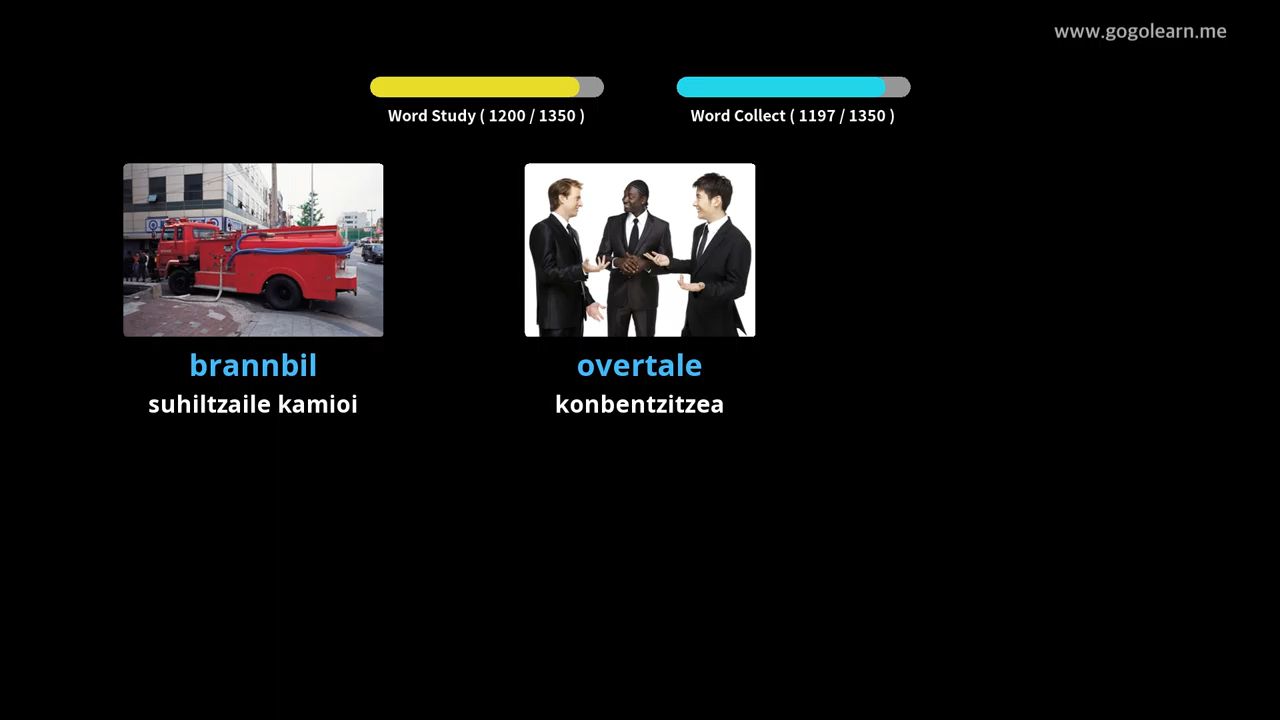 www.gogolearn.me
Word Study ( 1200 / 1350 )
Word Collect ( 1197 / 1350 )
brannbil
suhiltzaile kamioi
overtale
konbentzitzea